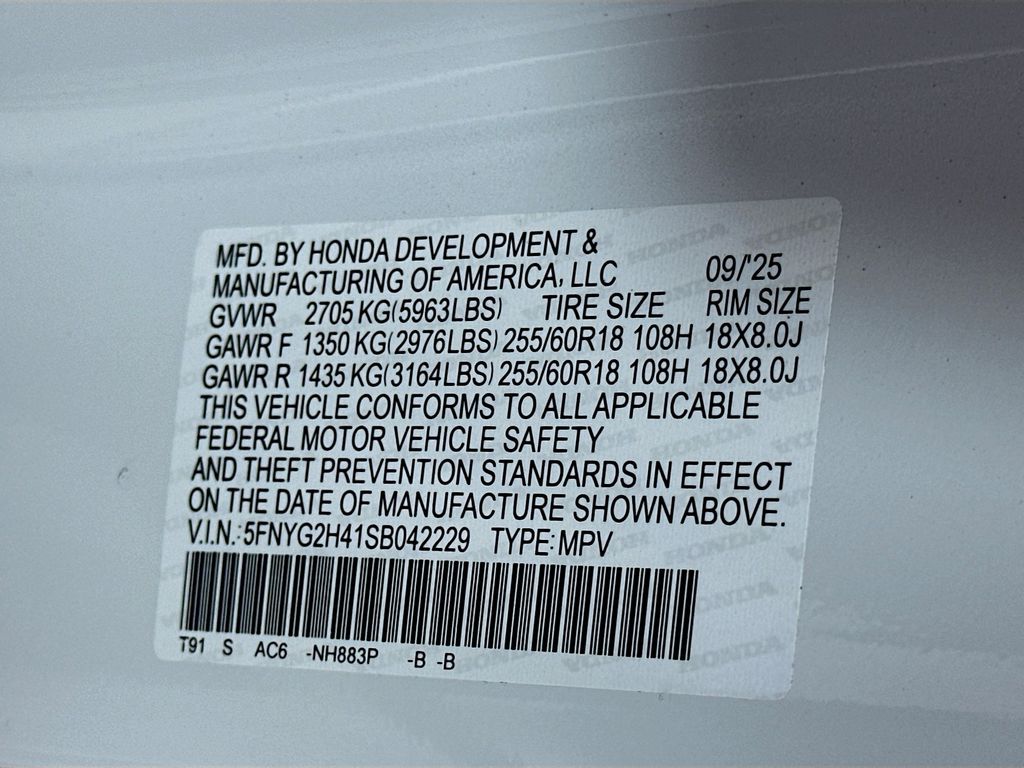 MFD. BY HONDA DEVELOPMENT &
MANUFACTURING OF AMERICA, LLC 09/'25
GVWR 2705 KG(5963LBS) TIRE SIZE RIM SIZE
GAWR F 1350 KG(2976LBS) 255/60R18 108H 18X8.0J
GAWR R 1435 KG(3164LBS) 255/60R18 108H 18X8.0J
THIS VEHICLE CONFORMS TO ALL APPLICABLE
FEDERAL MOTOR VEHICLE SAFETY
AND THEFT PREVENTION STANDARDS IN EFFECT
ON THE DATE OF MANUFACTURE SHOWN ABOVE.
V.I.N.:5FNYG2H41SB042229 TYPE:MPV
T91 S AC6 -NH883P -B -B